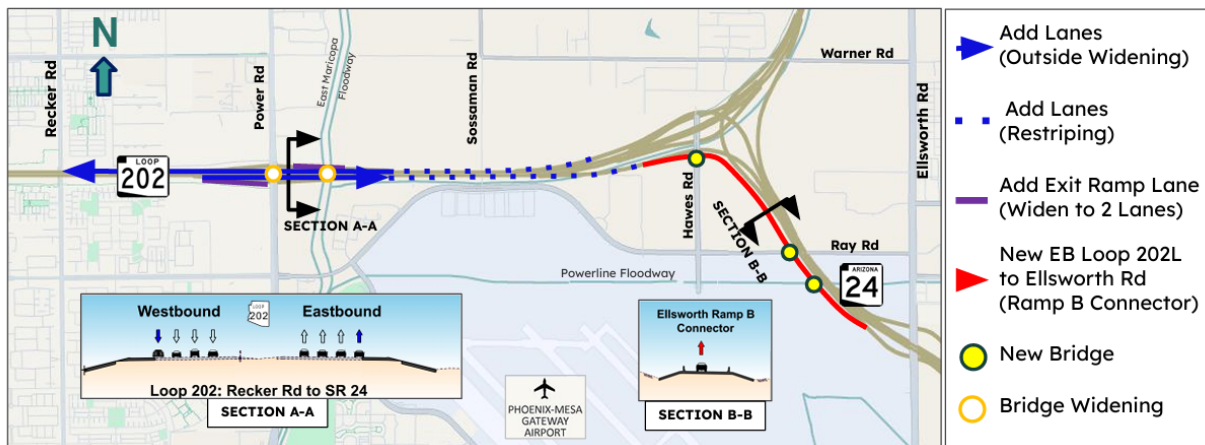 N
Recker Rd
Power Rd
East Maricopa
Floodway
Sossaman Rd
Warner Rd
Ellsworth Rd
LOOP
202
SECTION A-A
Hawes Rd
SECTION B-B
Ray Rd
Powerline Floodway
ARIZONA
24
Westbound
LOOP
202
Eastbound
Loop 202: Recker Rd to SR 24
SECTION A-A
Ellsworth Ramp B
Connector
SECTION B-B
PHOENIX-MESA
GATEWAY
AIRPORT
Add Lanes
(Outside Widening)
Add Lanes
(Restriping)
Add Exit Ramp Lane
(Widen to 2 Lanes)
New EB Loop 202L
to Ellsworth Rd
(Ramp B Connector)
New Bridge
Bridge Widening